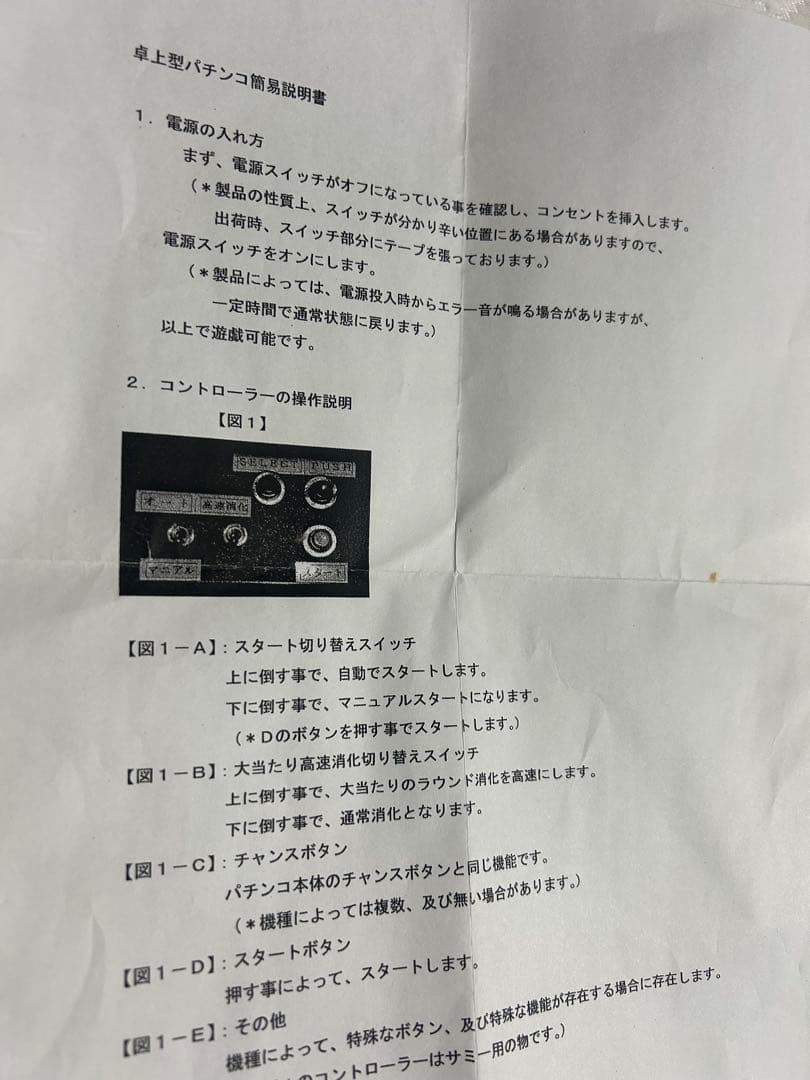 卓上型パチンコ簡易説明書
1．電源の入れ方
まず、電源スイッチがオフになっている事を確認し、コンセントを挿入します。
（＊製品の性質上、スイッチが分かり辛い位置にある場合がありますので、
出荷時、スイッチ部分にテープを張っております。）
電源スイッチをオンにします。
（＊製品によっては、電源投入時からエラー音が鳴る場合がありますが、
一定時間で通常状態に戻ります。）
以上で遊戯可能です。
2．コントローラーの操作説明
【図1】
SELECT PUSH
オート 高速消化
マニアル スタート
【図1－A】：スタート切り替えスイッチ
上に倒す事で、自動でスタートします。
下に倒す事で、マニュアルスタートになります。
（＊Dのボタンを押す事でスタートします。）
【図1－B】：大当たり高速消化切り替えスイッチ
上に倒す事で、大当たりのラウンド消化を高速にします。
下に倒す事で、通常消化となります。
【図1－C】：チャンスボタン
パチンコ本体のチャンスボタンと同じ機能です。
（＊機種によっては複数、及び無い場合があります。）
【図1－D】：スタートボタン
押す事によって、スタートします。
【図1－E】：その他
機種によって、特殊なボタン、及び特殊な機能が存在する場合に存在します。
のコントローラーはサミー用の物です。）